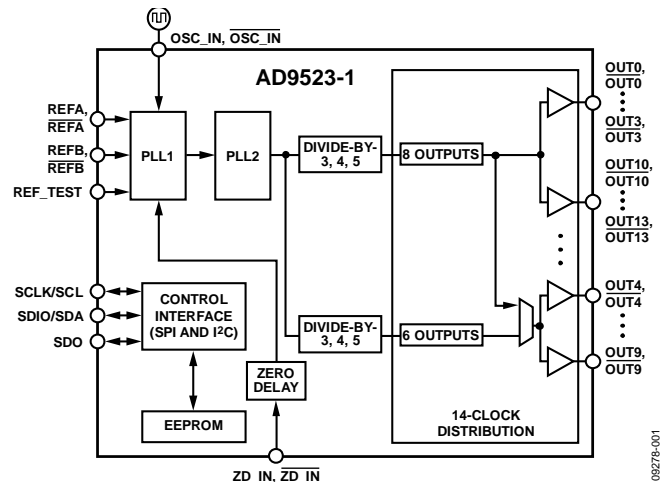 OSC_IN, OSC_IN
AD9523-1
REFA,
REFA
REFB,
REFB
REF_TEST
PLL1
PLL2
DIVIDE-BY-
3, 4, 5
8 OUTPUTS
OUT0,
OUT0
OUT3,
OUT3
OUT10,
OUT10
OUT13,
OUT13
SCLK/SCL
SDIO/SDA
SDO
CONTROL
INTERFACE
(SPI AND I2C)
DIVIDE-BY-
3, 4, 5
6 OUTPUTS
OUT4,
OUT4
OUT9,
OUT9
ZERO
DELAY
EEPROM
14-CLOCK
DISTRIBUTION
ZD_IN, ZD_IN
09278-001